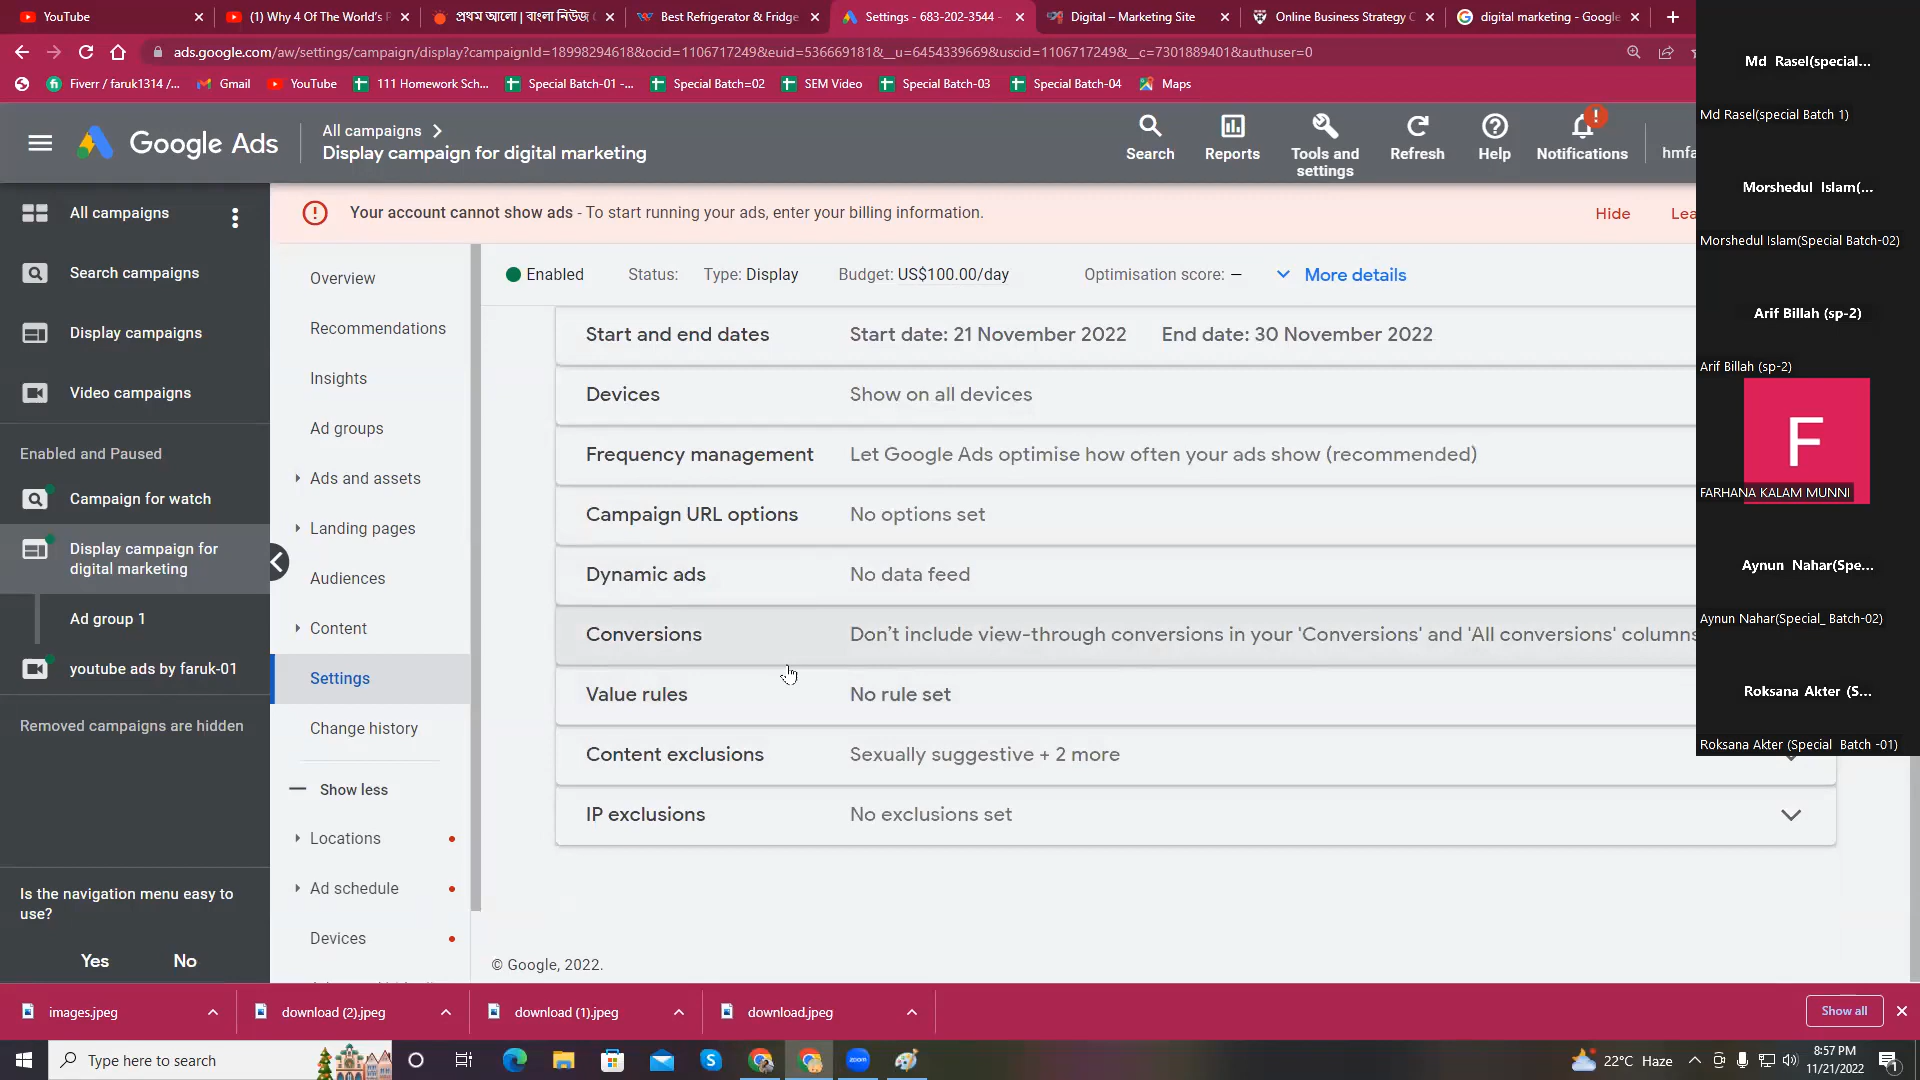 YouTube
(1) Why 4 Of The World's
প্রথম আলো | বাংলা নিউজ
Best Refrigerator & Fridge
Settings - 683-202-3544 -
Digital – Marketing Site
Online Business Strategy C
digital marketing - Google
ads.google.com/aw/settings/campaign/display?campaignId=18998294618&ocid=1106717249&euid=536669181&__u=6454339669&uscid=1106717249&__c=7301889401&authuser=0
Fiverr / faruk1314 /...
Gmail
YouTube
111 Homework Sch...
Special Batch-01 -...
Special Batch=02
SEM Video
Special Batch-03
Special Batch-04
Maps
Google Ads
All campaigns
Display campaign for digital marketing
Search
Reports
Tools and settings
Refresh
Help
Notifications
hmfa
All campaigns
Search campaigns
Display campaigns
Video campaigns
Enabled and Paused
Campaign for watch
Display campaign for
digital marketing
Ad group 1
youtube ads by faruk-01
Removed campaigns are hidden
Is the navigation menu easy to
use?
Yes No
Your account cannot show ads - To start running your ads, enter your billing information.
Hide
Lea
Overview
Recommendations
Insights
Ad groups
Ads and assets
Landing pages
Audiences
Content
Settings
Change history
Show less
Locations
Ad schedule
Devices
Enabled Status: Type: Display Budget: US$100.00/day Optimisation score: – More details
Start and end dates Start date: 21 November 2022 End date: 30 November 2022
Devices Show on all devices
Frequency management Let Google Ads optimise how often your ads show (recommended)
Campaign URL options No options set
Dynamic ads No data feed
Conversions Don't include view-through conversions in your 'Conversions' and 'All conversions' columns
Value rules No rule set
Content exclusions Sexually suggestive + 2 more
IP exclusions No exclusions set
© Google, 2022.
Md Rasel(special...
Md Rasel(special Batch 1)
Morshedul Islam(...
Morshedul Islam(Special Batch-02)
Arif Billah (sp-2)
Arif Billah (sp-2)
F
FARHANA KALAM MUNNI
Aynun Nahar(Spe...
Aynun Nahar(Special_ Batch-02)
Roksana Akter (S...
Roksana Akter (Special Batch -01)
images.jpeg
download (2).jpeg
download (1).jpeg
download.jpeg
Show all
Type here to search
zoom
22°C Haze
8:57 PM
11/21/2022
1